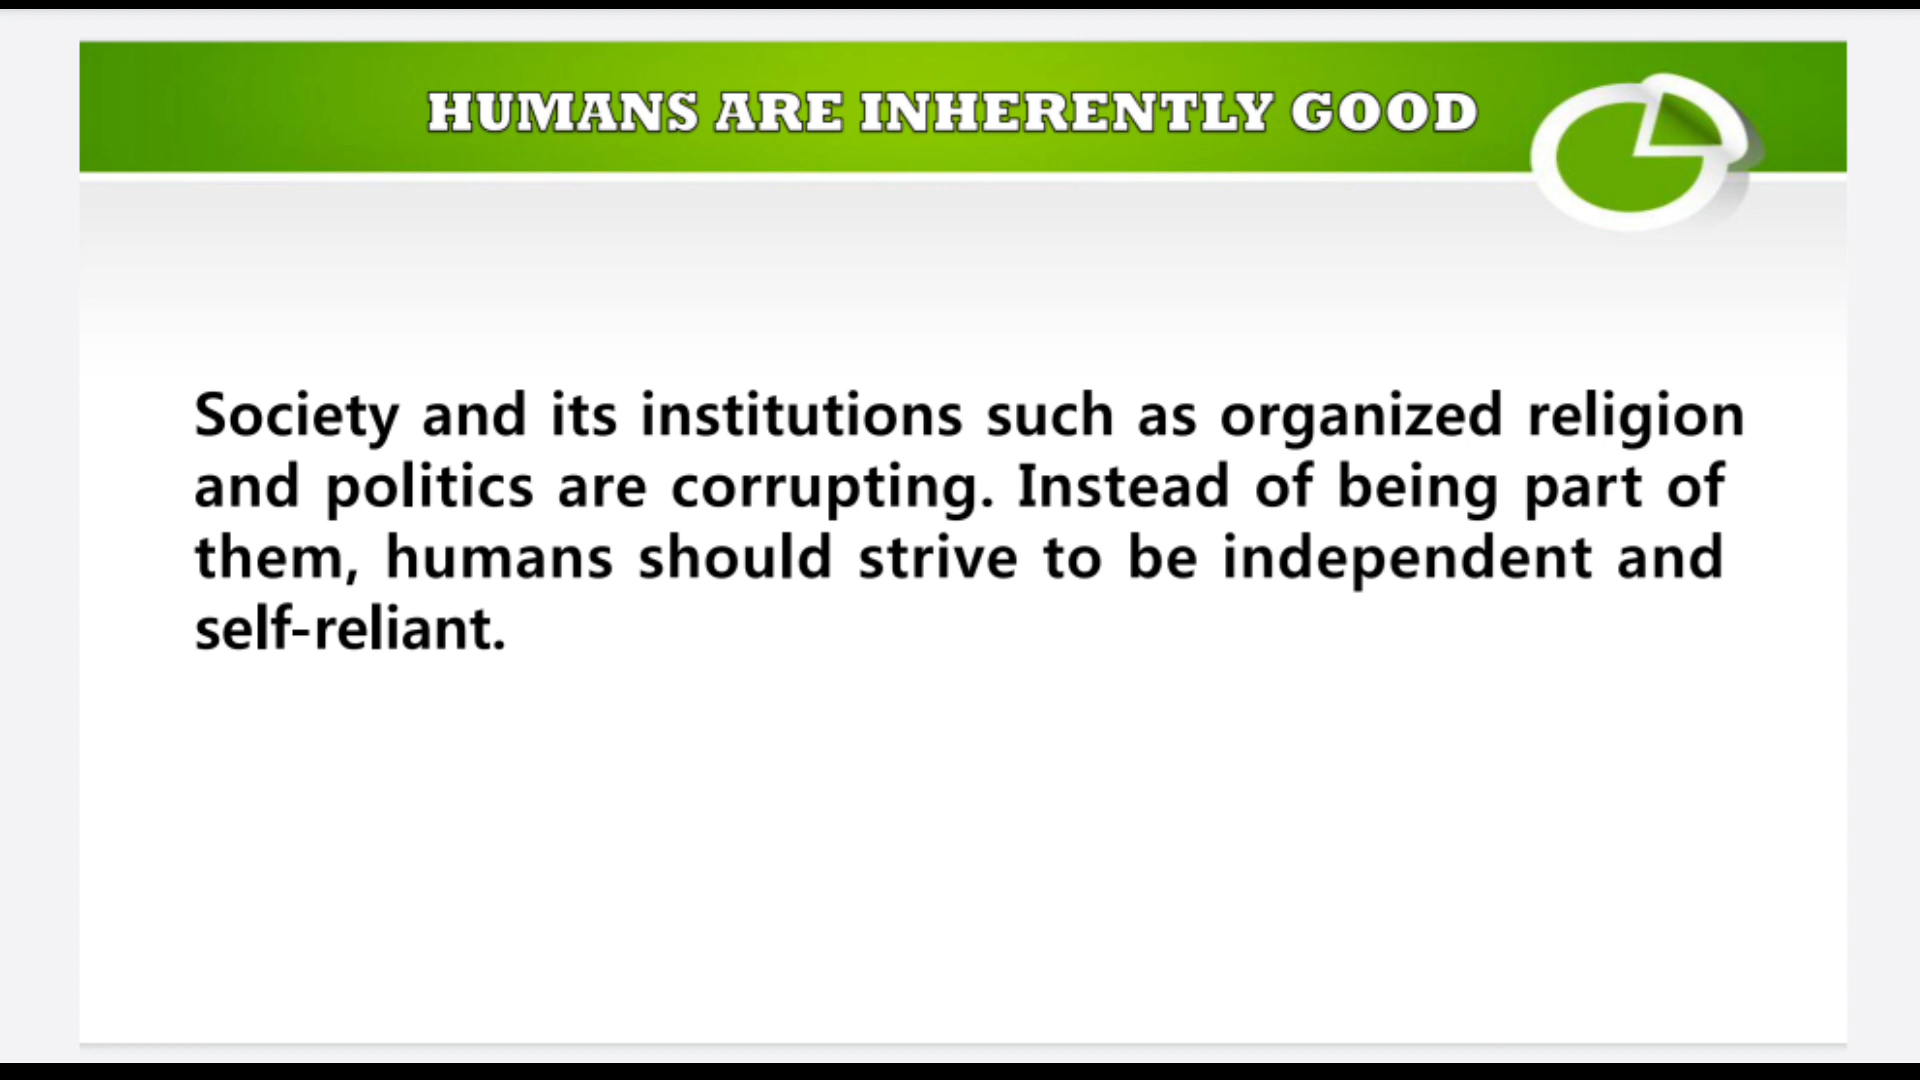 HUMANS ARE INHERENTLY GOOD
Society and its institutions such as organized religion
and politics are corrupting. Instead of being part of
them, humans should strive to be independent and
self-reliant.